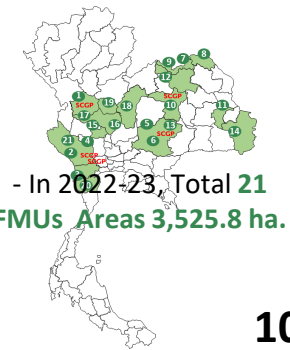 9 7 8
12
1 SCGP 19 18 SCGP
10
17
15 16 5 13 11
21 4 6 SCGP 14
2 SCGP
SCGP
- In 2022-23, Total 21
FMUs Areas 3,525.8 ha.
10